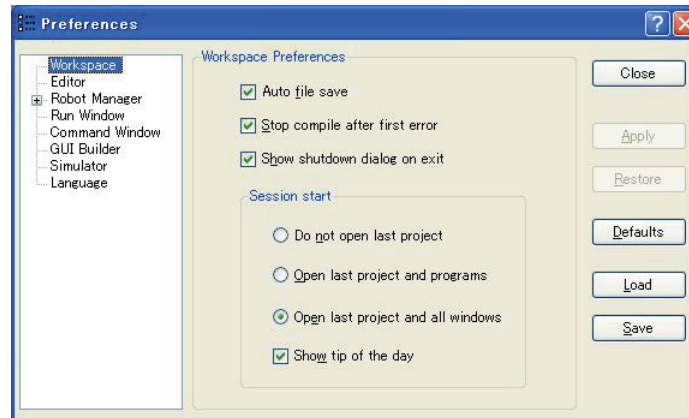 Preferences
Workspace
Editor
Robot Manager
Run Window
Command Window
GUI Builder
Simulator
Language
Workspace Preferences
Auto file save
Stop compile after first error
Show shutdown dialog on exit
Session start
Do not open last project
Open last project and programs
Open last project and all windows
Show tip of the day
Close
Apply
Restore
Defaults
Load
Save